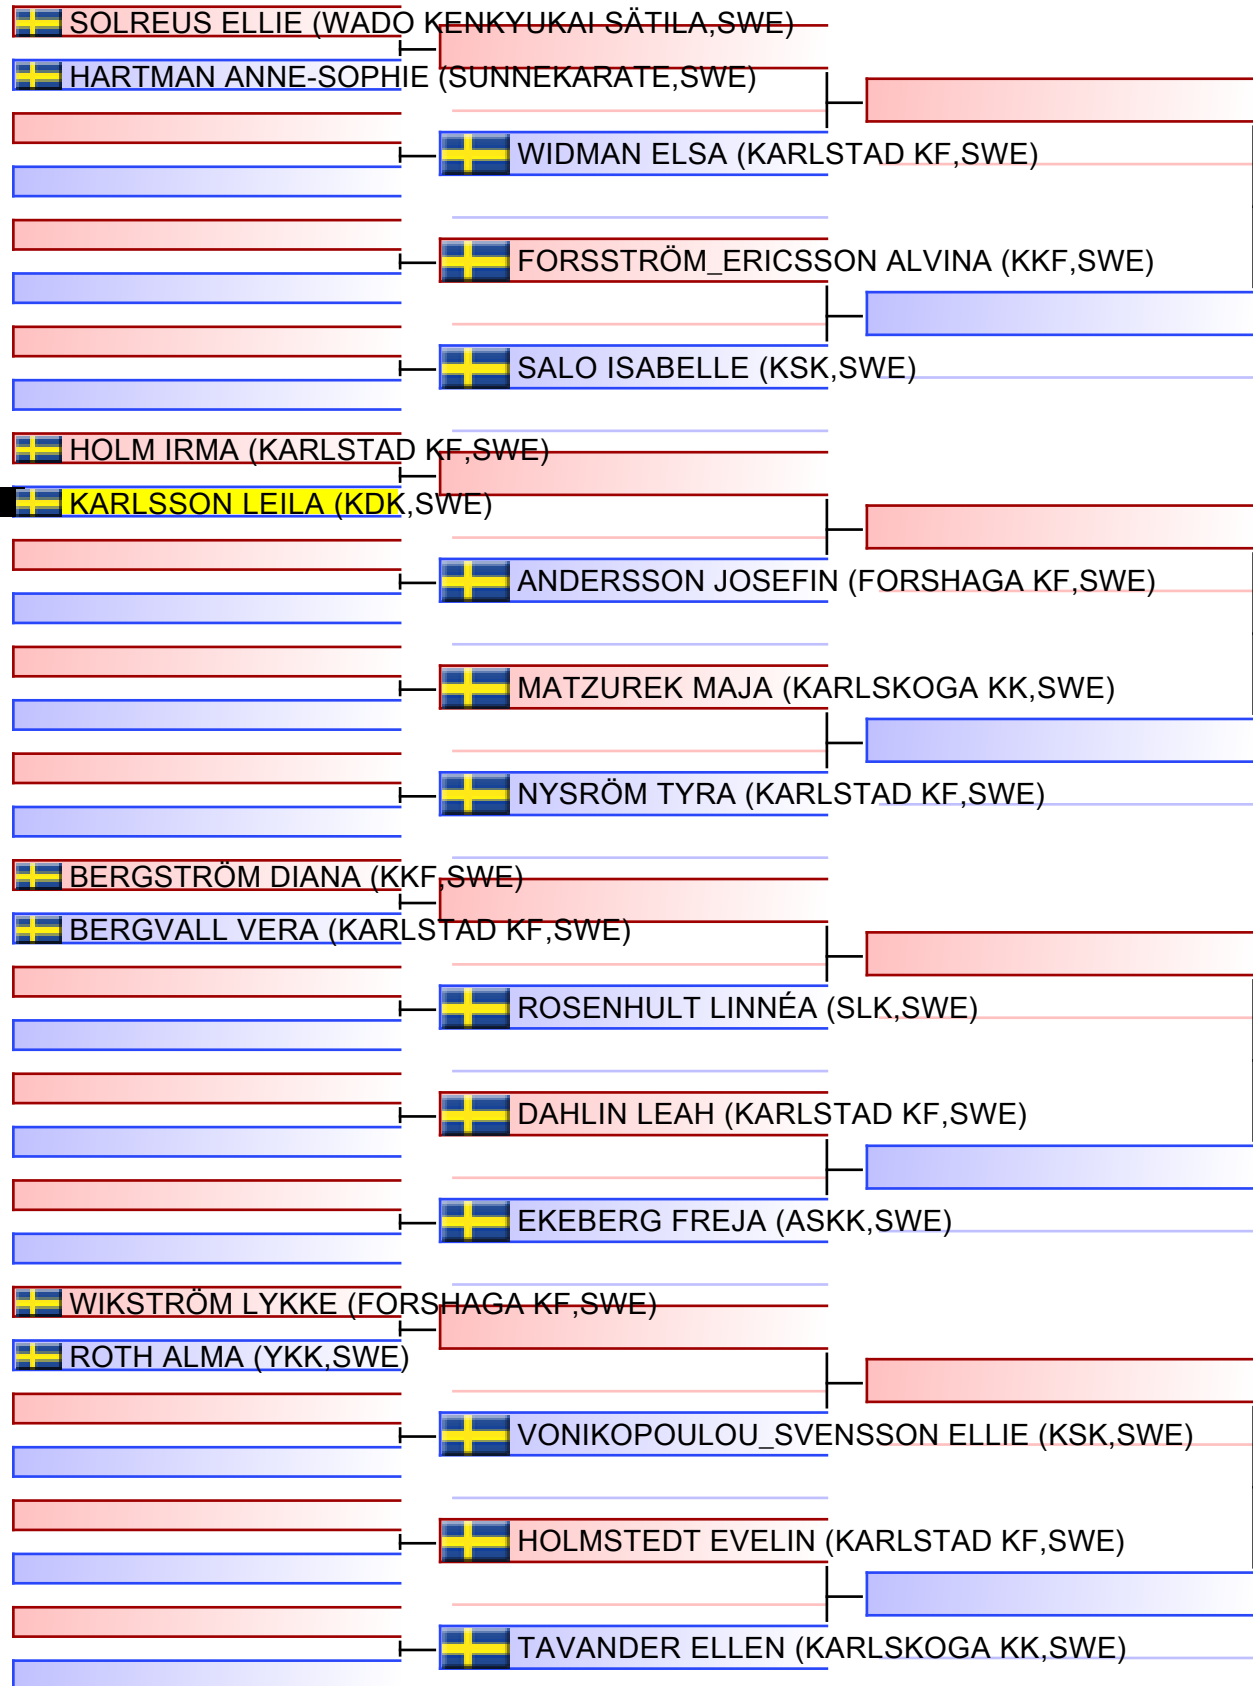 SOLREUS ELLIE (WADO KENKYUKAI SÄTILA,SWE)
HARTMAN ANNE-SOPHIE (SUNNEKARATE,SWE)
WIDMAN ELSA (KARLSTAD KF,SWE)
FORSSTRÖM_ERICSSON ALVINA (KKF,SWE)
SALO ISABELLE (KSK,SWE)
HOLM IRMA (KARLSTAD KF,SWE)
KARLSSON LEILA (KDK,SWE)
ANDERSSON JOSEFIN (FORSHAGA KF,SWE)
MATZUREK MAJA (KARLSKOGA KK,SWE)
NYSRÖM TYRA (KARLSTAD KF,SWE)
BERGSTRÖM DIANA (KKF,SWE)
BERGVALL VERA (KARLSTAD KF,SWE)
ROSENHULT LINNÉA (SLK,SWE)
DAHLIN LEAH (KARLSTAD KF,SWE)
EKEBERG FREJA (ASKK,SWE)
WIKSTRÖM LYKKE (FORSHAGA KF,SWE)
ROTH ALMA (YKK,SWE)
VONIKOPOULOU_SVENSSON ELLIE (KSK,SWE)
HOLMSTEDT EVELIN (KARLSTAD KF,SWE)
TAVANDER ELLEN (KARLSKOGA KK,SWE)